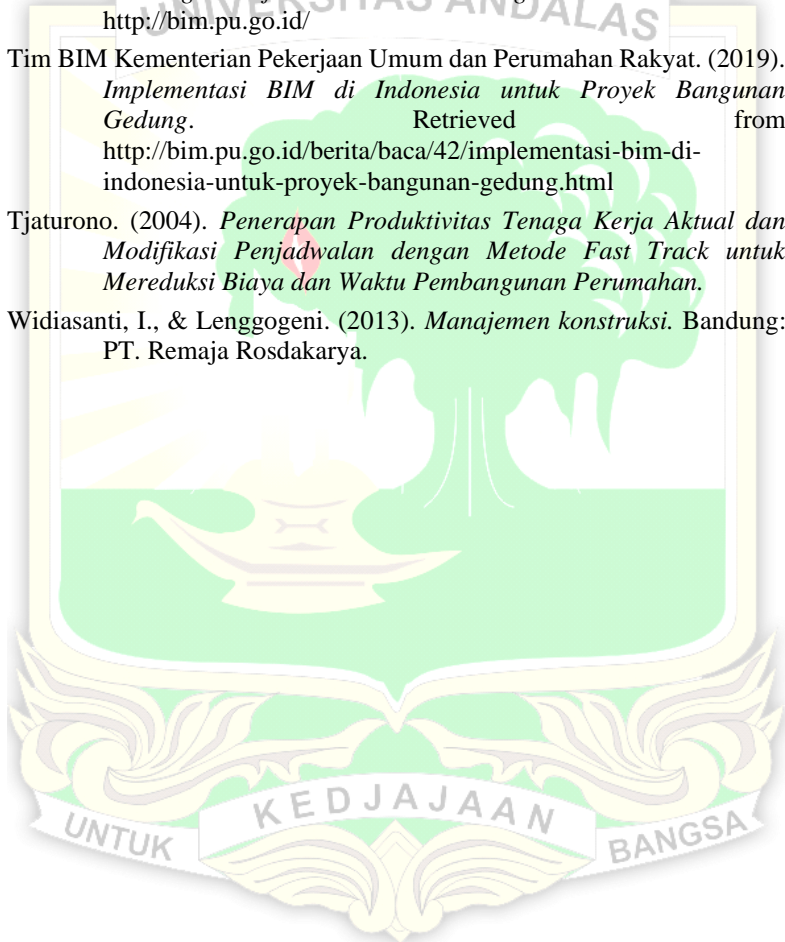 UNIVERSITAS ANDALAS
http://bim.pu.go.id/
Tim BIM Kementerian Pekerjaan Umum dan Perumahan Rakyat. (2019).
Implementasi BIM di Indonesia untuk Proyek Bangunan
Gedung. Retrieved from
http://bim.pu.go.id/berita/baca/42/implementasi-bim-di-
indonesia-untuk-proyek-bangunan-gedung.html
Tjaturono. (2004). Penerapan Produktivitas Tenaga Kerja Aktual dan
Modifikasi Penjadwalan dengan Metode Fast Track untuk
Mereduksi Biaya dan Waktu Pembangunan Perumahan.
Widiasanti, I., & Lenggogeni. (2013). Manajemen konstruksi. Bandung:
PT. Remaja Rosdakarya.
UNTUK KEDJAJAAN BANGSA